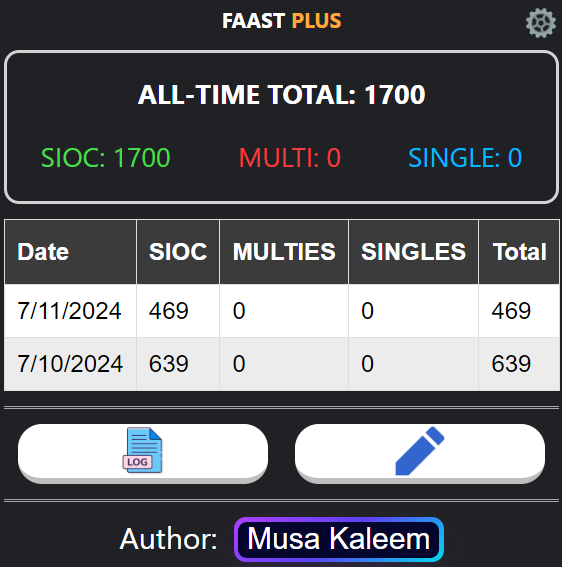 FAAST PLUS
ALL-TIME TOTAL: 1700
SIOC: 1700 MULTI: 0 SINGLE: 0
Date SIOC MULTIES SINGLES Total
7/11/2024 469 0 0 469
7/10/2024 639 0 0 639
LOG
Author: Musa Kaleem